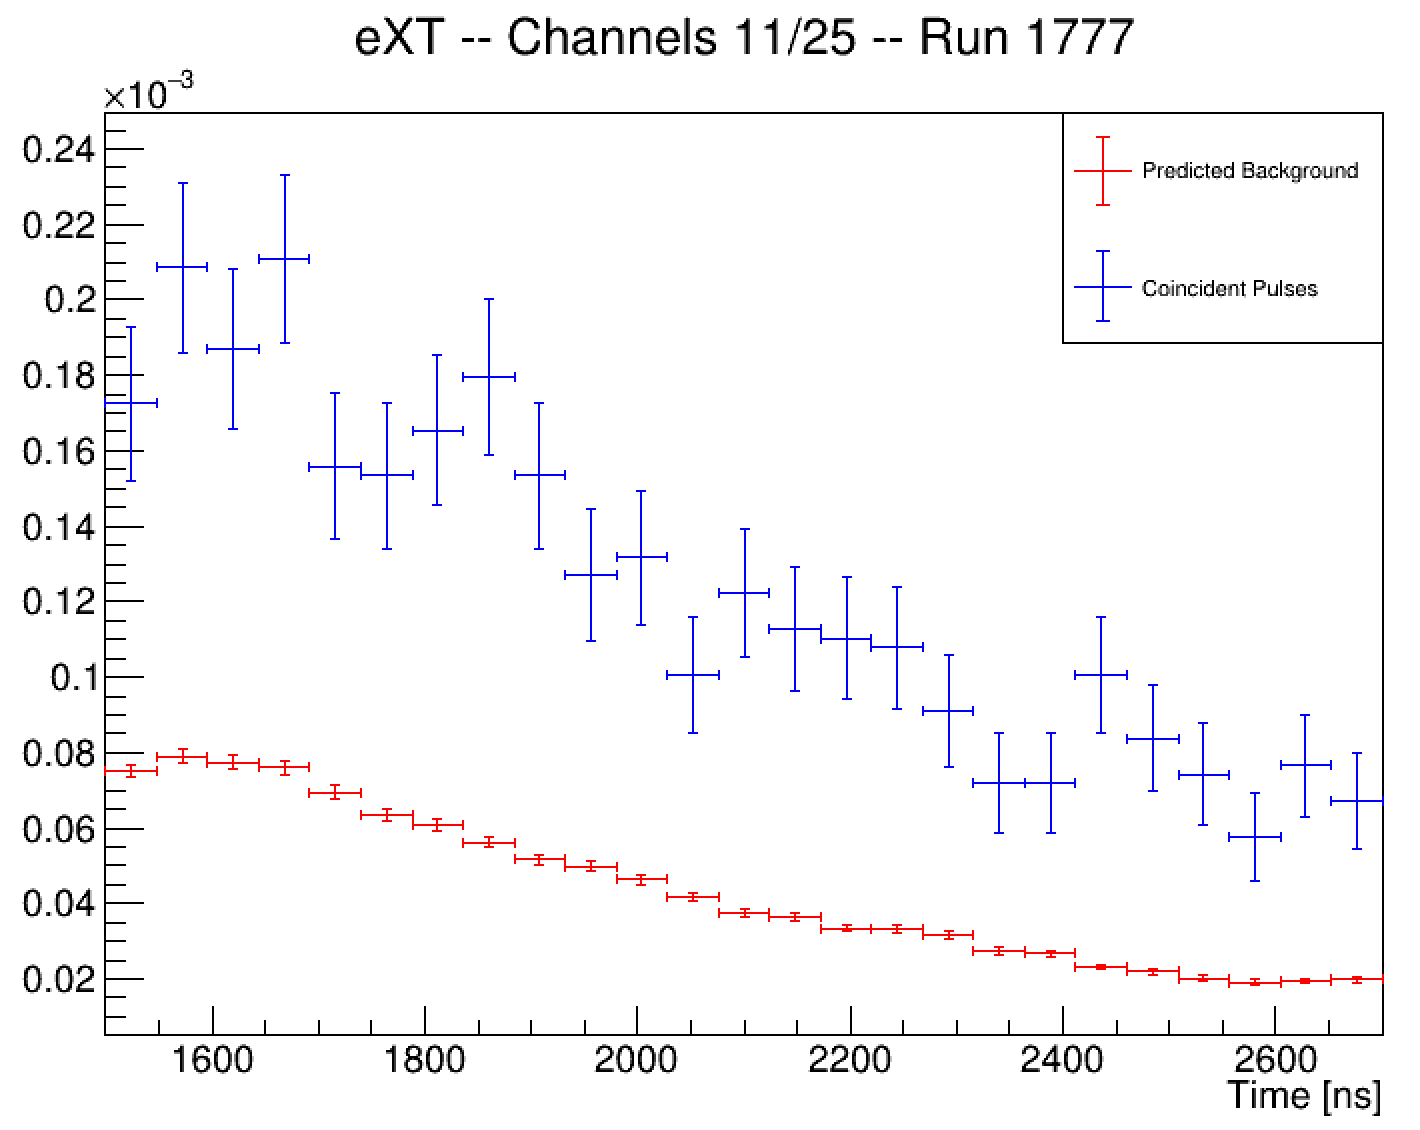 eXT -- Channels 11/25 -- Run 1777
×10⁻³
0.24
0.22
0.2
0.18
0.16
0.14
0.12
0.1
0.08
0.06
0.04
0.02
Predicted Background
Coincident Pulses
1600 1800 2000 2200 2400 2600
Time [ns]